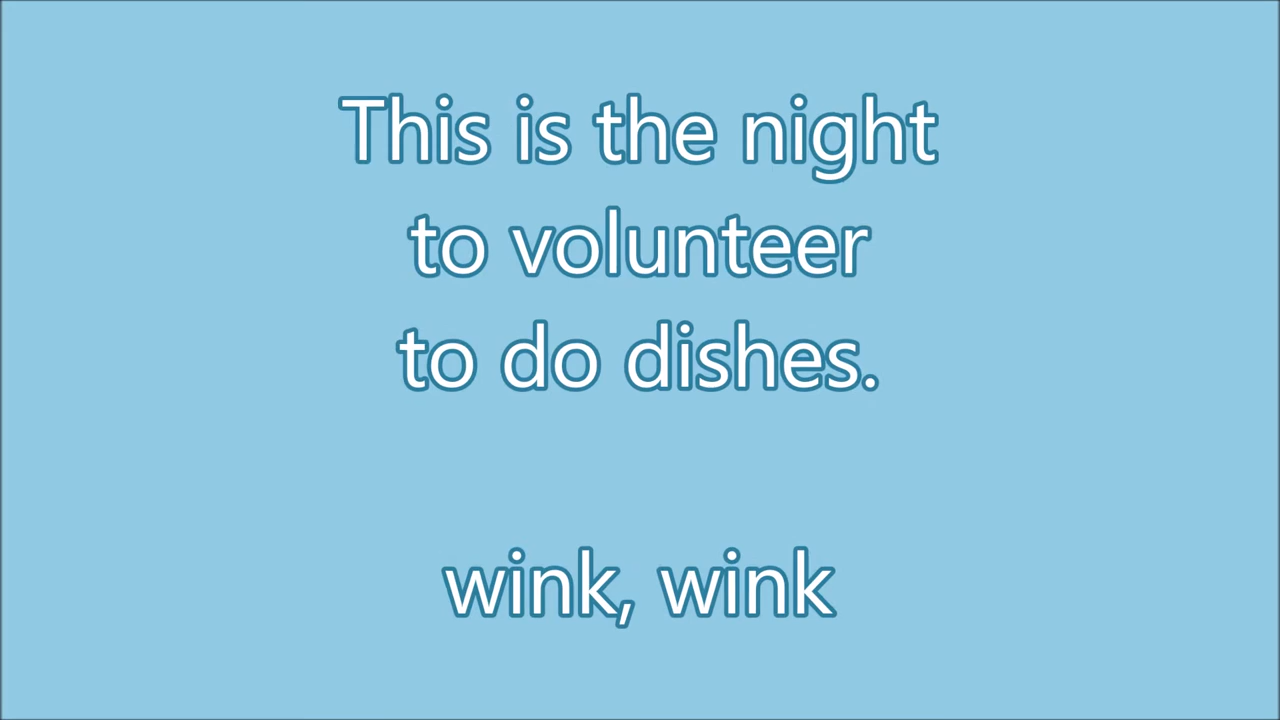 This is the night
to volunteer
to do dishes.
wink, wink